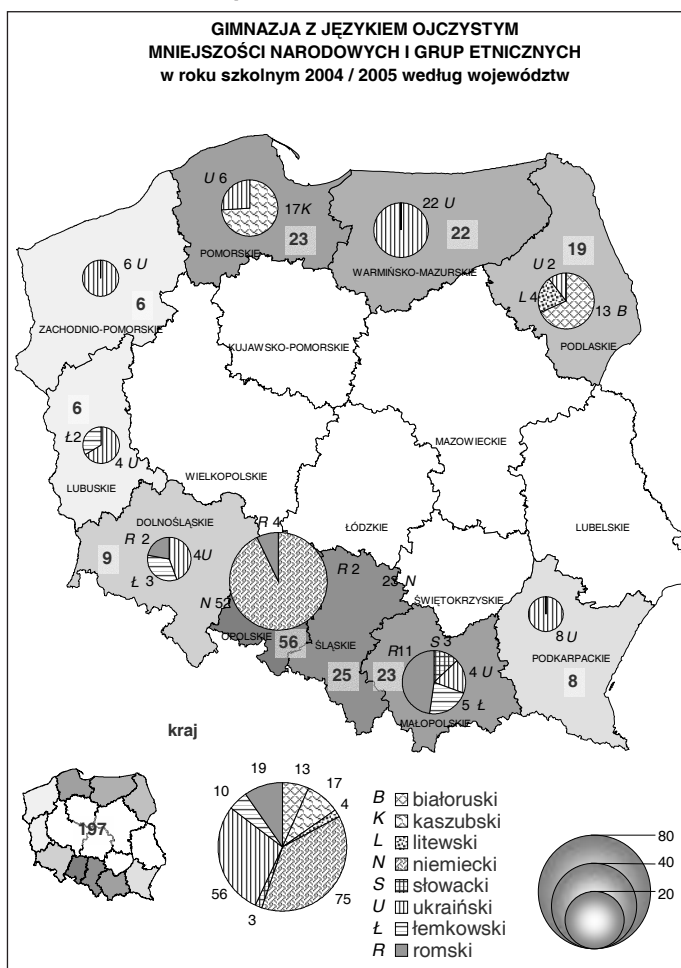 GIMNAZJA Z JĘZYKIEM OJCZYSTYM
MNIEJSZOŚCI NARODOWYCH I GRUP ETNICZNYCH
w roku szkolnym 2004 / 2005 według województw
U 6
17K
POMORSKIE
23
22 U
22
WARMIŃSKO-MAZURSKIE
19
U 2
L 4
13 B
PODLASKIE
6 U
6
ZACHODNIO-POMORSKIE
KUJAWSKO-POMORSKIE
6
Ł2
4 U
LUBUSKIE
WIELKOPOLSKIE
MAZOWIECKIE
ŁÓDZKIE
LUBELSKIE
DOLNOŚLĄSKIE
R 2
4U
Ł 3
9
R 4
N 52
OPOLSKIE
56
R 2
23 N
ŚLĄSKIE
25
ŚWIĘTOKRZYSKIE
R11
S 3
4 U
5 Ł
23
MAŁOPOLSKIE
8 U
PODKARPACKIE
8
kraj
197
19
13
17
4
75
3
56
10
B białoruski
K kaszubski
L litewski
N niemiecki
S słowacki
U ukraiński
Ł łemkowski
R romski
80
40
20